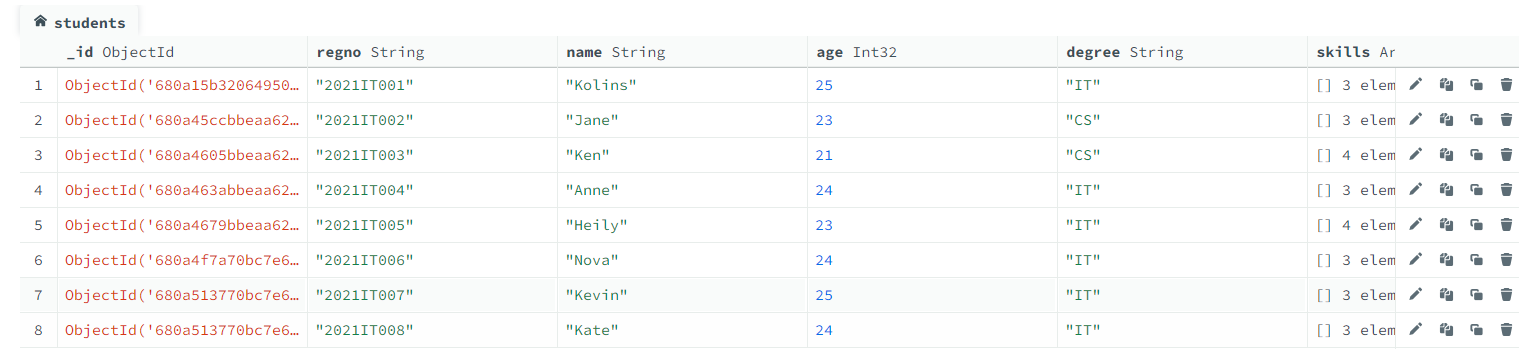 students
_id ObjectId regno String name String age Int32 degree String skills Ar
1 ObjectId('680a15b32064950… "2021IT001" "Kolins" 25 "IT" [] 3 elem
2 ObjectId('680a45ccbbeaa62… "2021IT002" "Jane" 23 "CS" [] 3 elem
3 ObjectId('680a4605bbeaa62… "2021IT003" "Ken" 21 "CS" [] 4 elem
4 ObjectId('680a463abbeaa62… "2021IT004" "Anne" 24 "IT" [] 3 elem
5 ObjectId('680a4679bbeaa62… "2021IT005" "Heily" 23 "IT" [] 4 elem
6 ObjectId('680a4f7a70bc7e6… "2021IT006" "Nova" 24 "IT" [] 3 elem
7 ObjectId('680a513770bc7e6… "2021IT007" "Kevin" 25 "IT" [] 3 elem
8 ObjectId('680a513770bc7e6… "2021IT008" "Kate" 24 "IT" [] 3 elem